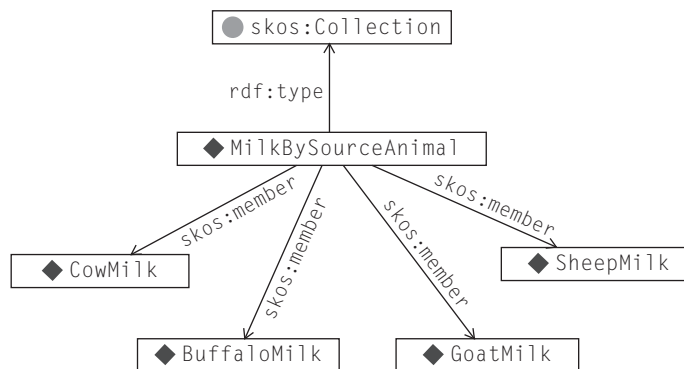 skos:Collection
rdf:type
MilkBySourceAnimal
skos:member
skos:member
skos:member
skos:member
CowMilk
SheepMilk
BuffaloMilk
GoatMilk